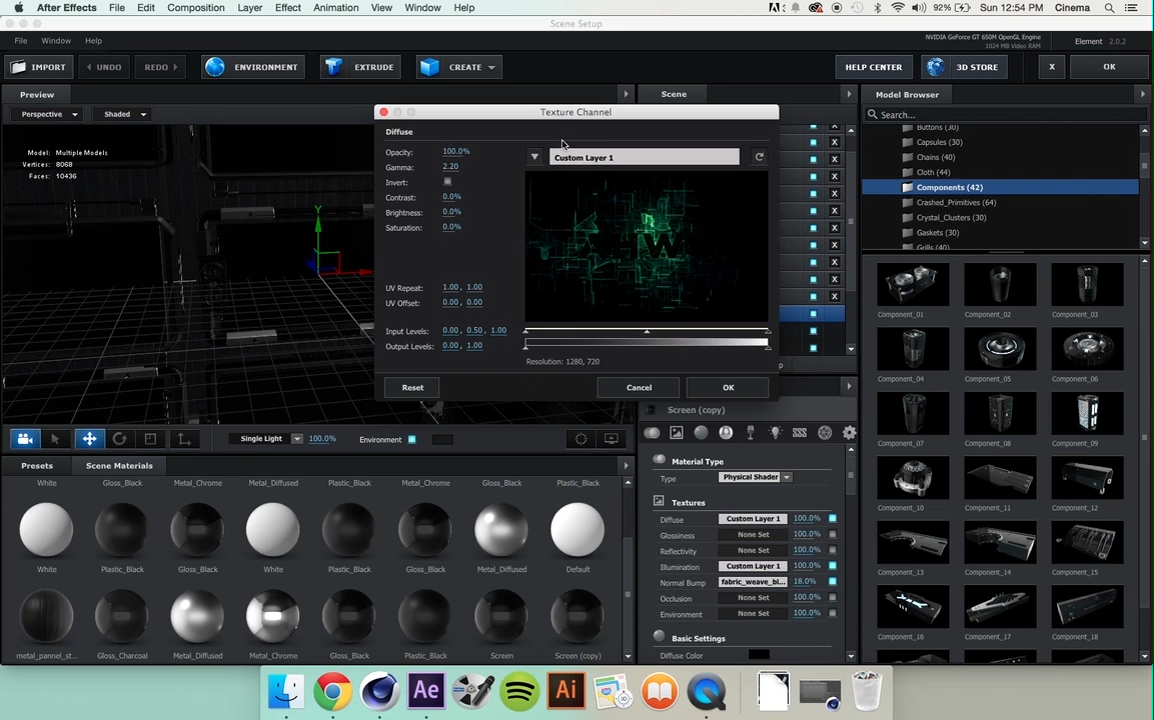 After Effects File Edit Composition Layer Effect Animation View Window Help 92% Sun 12:54 PM Cinema
Scene Setup
File Window Help
NVIDIA GeForce GT 650M OpenGL Engine
1024 MB Video RAM
Element 2.0.2
IMPORT UNDO REDO ENVIRONMENT EXTRUDE CREATE HELP CENTER 3D STORE X OK
Preview Scene Model Browser
Perspective Shaded
Search...
Model: Multiple Models
Vertices: 8068
Faces: 10436
Y
Texture Channel
Diffuse
Opacity: 100.0%
Gamma: 2.20
Invert:
Contrast: 0.0%
Brightness: 0.0%
Saturation: 0.0%
UV Repeat: 1.00, 1.00
UV Offset: 0.00, 0.00
Input Levels: 0.00, 0.50, 1.00
Output Levels: 0.00, 1.00
Custom Layer 1
W
Resolution: 1280, 720
Reset Cancel OK
X
X
X
X
X
X
X
X
X
X
Buttons (30)
Capsules (30)
Chains (40)
Cloth (44)
Components (42)
Crashed_Primitives (64)
Crystal_Clusters (30)
Gaskets (30)
Grills (40)
Component_01 Component_02 Component_03
Component_04 Component_05 Component_06
Component_07 Component_08 Component_09
Component_10 Component_11 Component_12
Component_13 Component_14 Component_15
Component_16 Component_17 Component_18
Single Light 100.0% Environment
Presets Scene Materials
White Gloss_Black Metal_Chrome Metal_Diffused Plastic_Black Metal_Chrome Gloss_Black Plastic_Black
White Plastic_Black Gloss_Black White Plastic_Black Gloss_Black Metal_Diffused Default
metal_pannel_st... Gloss_Charcoal Metal_Diffused Metal_Chrome Gloss_Black Plastic_Black Screen Screen (copy)
Screen (copy)
Material Type
Type Physical Shader
Textures
Diffuse Custom Layer 1 100.0%
Glossiness None Set 100.0%
Reflectivity None Set 100.0%
Illumination Custom Layer 1 100.0%
Normal Bump fabric_weave_bl... 18.0%
Occlusion None Set 100.0%
Environment None Set 100.0%
Basic Settings
Diffuse Color
Ae
Ai